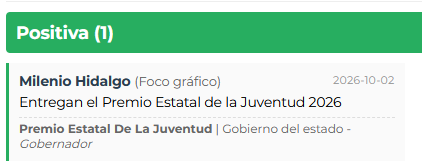 Positiva (1)
Milenio Hidalgo (Foco gráfico) 2026-10-02
Entregan el Premio Estatal de la Juventud 2026
Premio Estatal De La Juventud | Gobierno del estado -
Gobernador